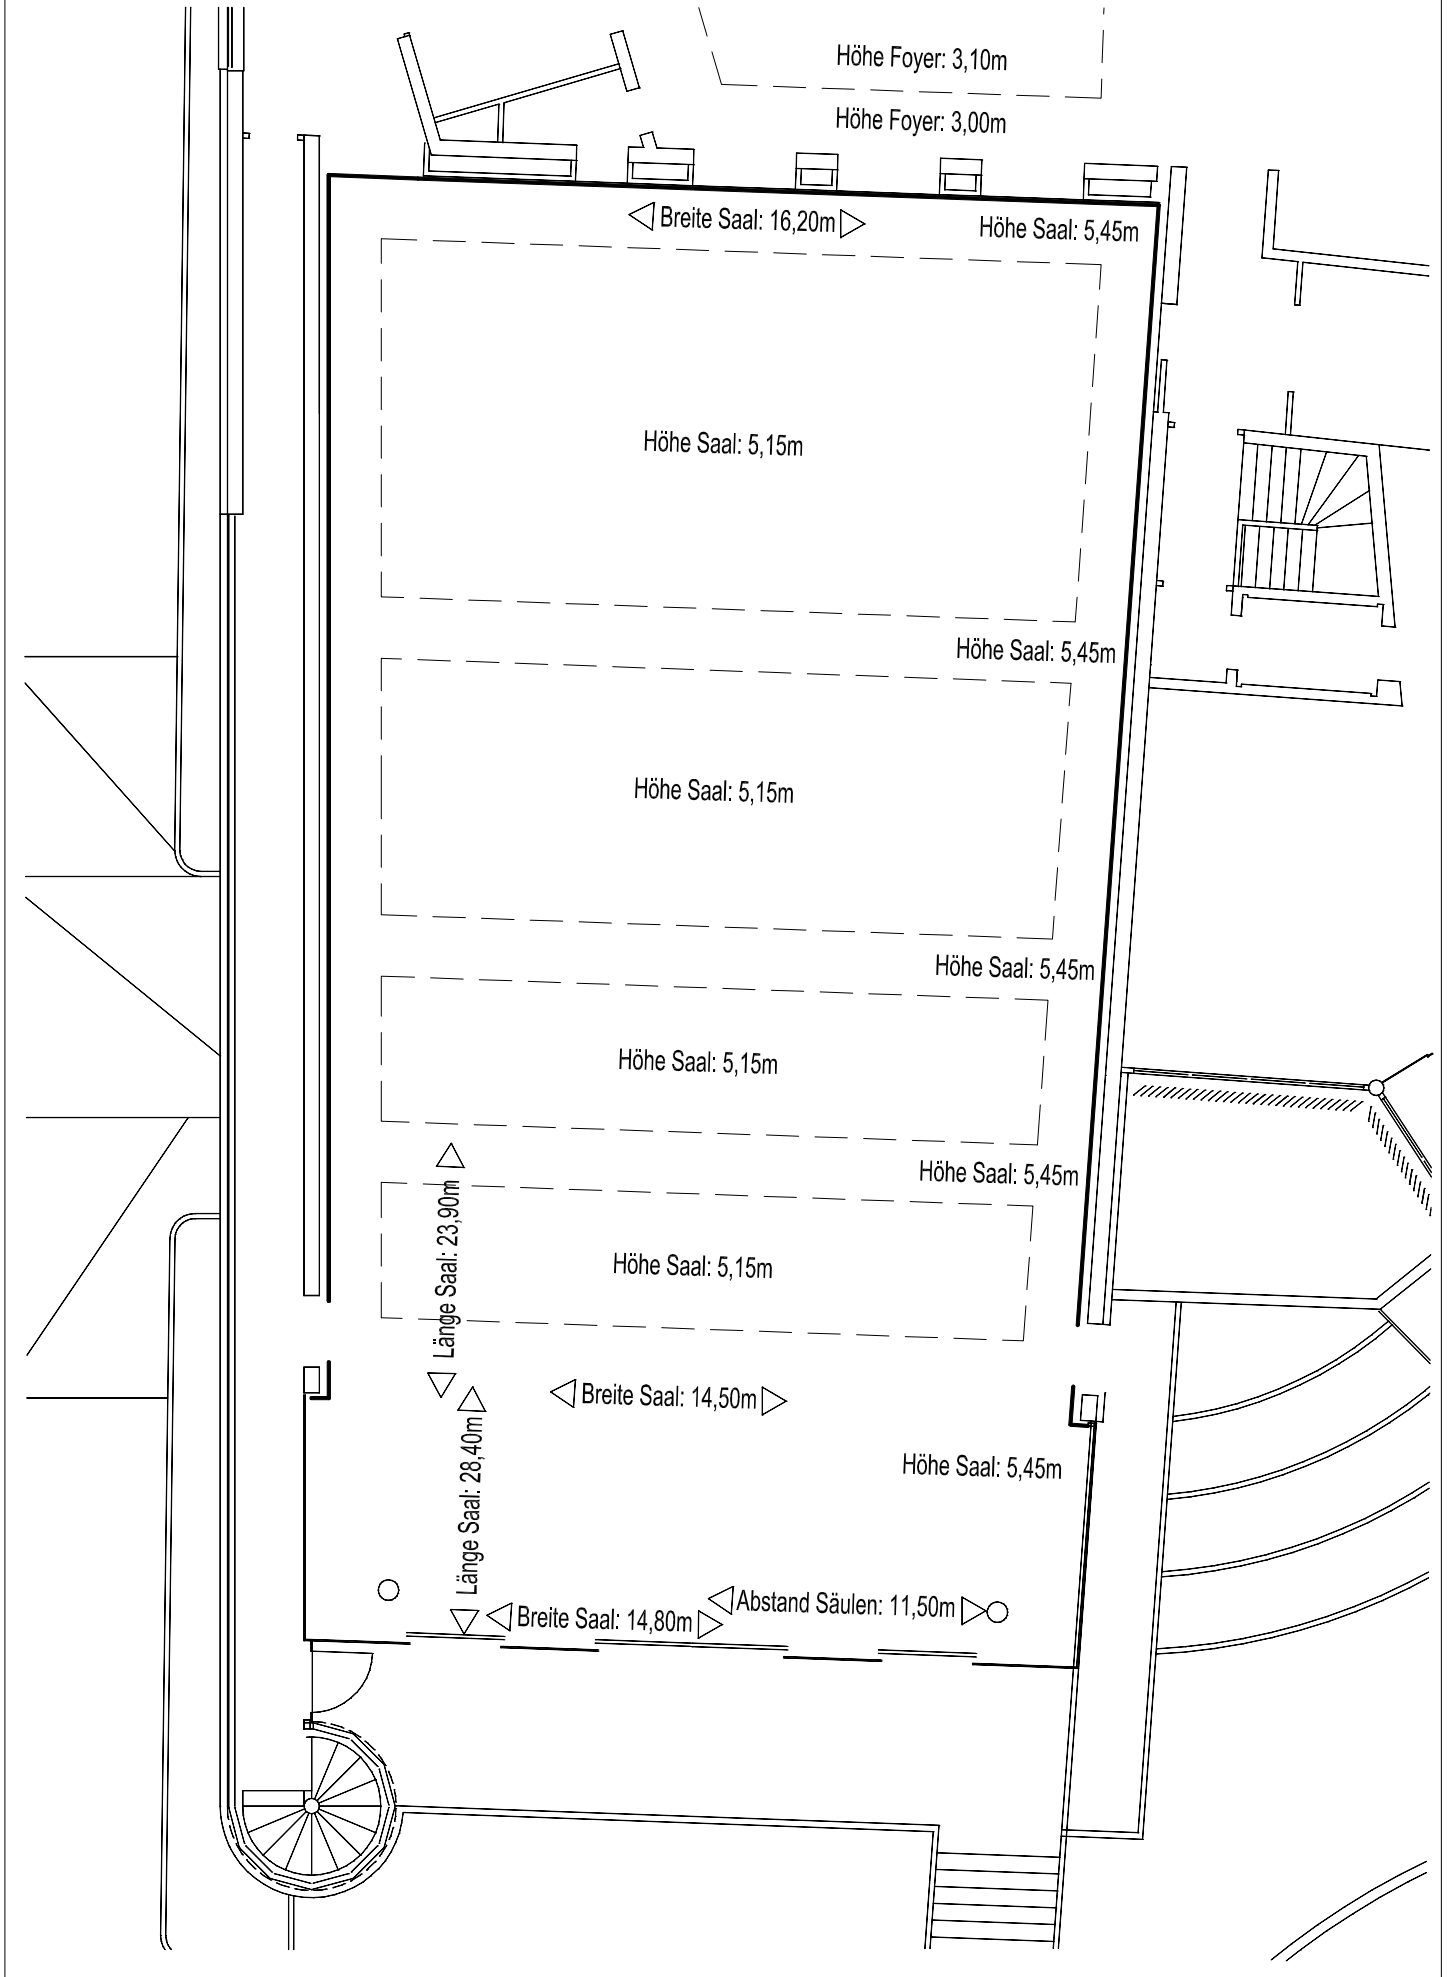 Höhe Foyer: 3,10m
Höhe Foyer: 3,00m
Breite Saal: 16,20m
Höhe Saal: 5,45m
Höhe Saal: 5,15m
Höhe Saal: 5,45m
Höhe Saal: 5,15m
Höhe Saal: 5,45m
Höhe Saal: 5,15m
Höhe Saal: 5,45m
Länge Saal: 23,90m
Höhe Saal: 5,15m
Breite Saal: 14,50m
Höhe Saal: 5,45m
Länge Saal: 28,40m
Abstand Säulen: 11,50m
Breite Saal: 14,80m